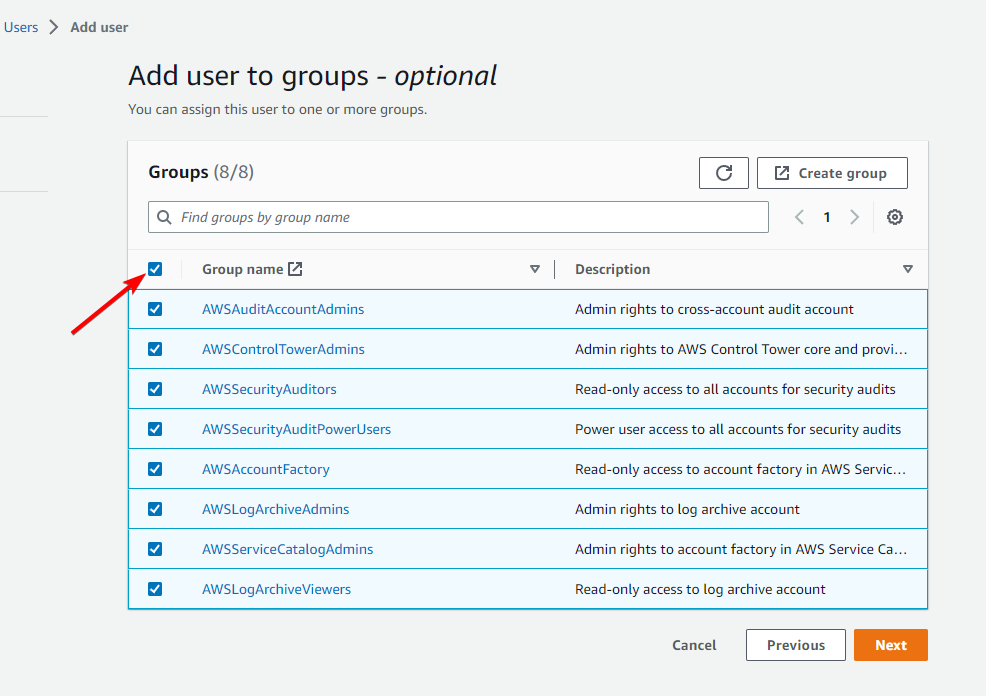 Users > Add user
Add user to groups - optional
You can assign this user to one or more groups.
Groups (8/8)
Create group
Find groups by group name
1
Group name Description
AWSAuditAccountAdmins Admin rights to cross-account audit account
AWSControlTowerAdmins Admin rights to AWS Control Tower core and provi...
AWSSecurityAuditors Read-only access to all accounts for security audits
AWSSecurityAuditPowerUsers Power user access to all accounts for security audits
AWSAccountFactory Read-only access to account factory in AWS Servic...
AWSLogArchiveAdmins Admin rights to log archive account
AWSServiceCatalogAdmins Admin rights to account factory in AWS Service Ca...
AWSLogArchiveViewers Read-only access to log archive account
Cancel Previous Next